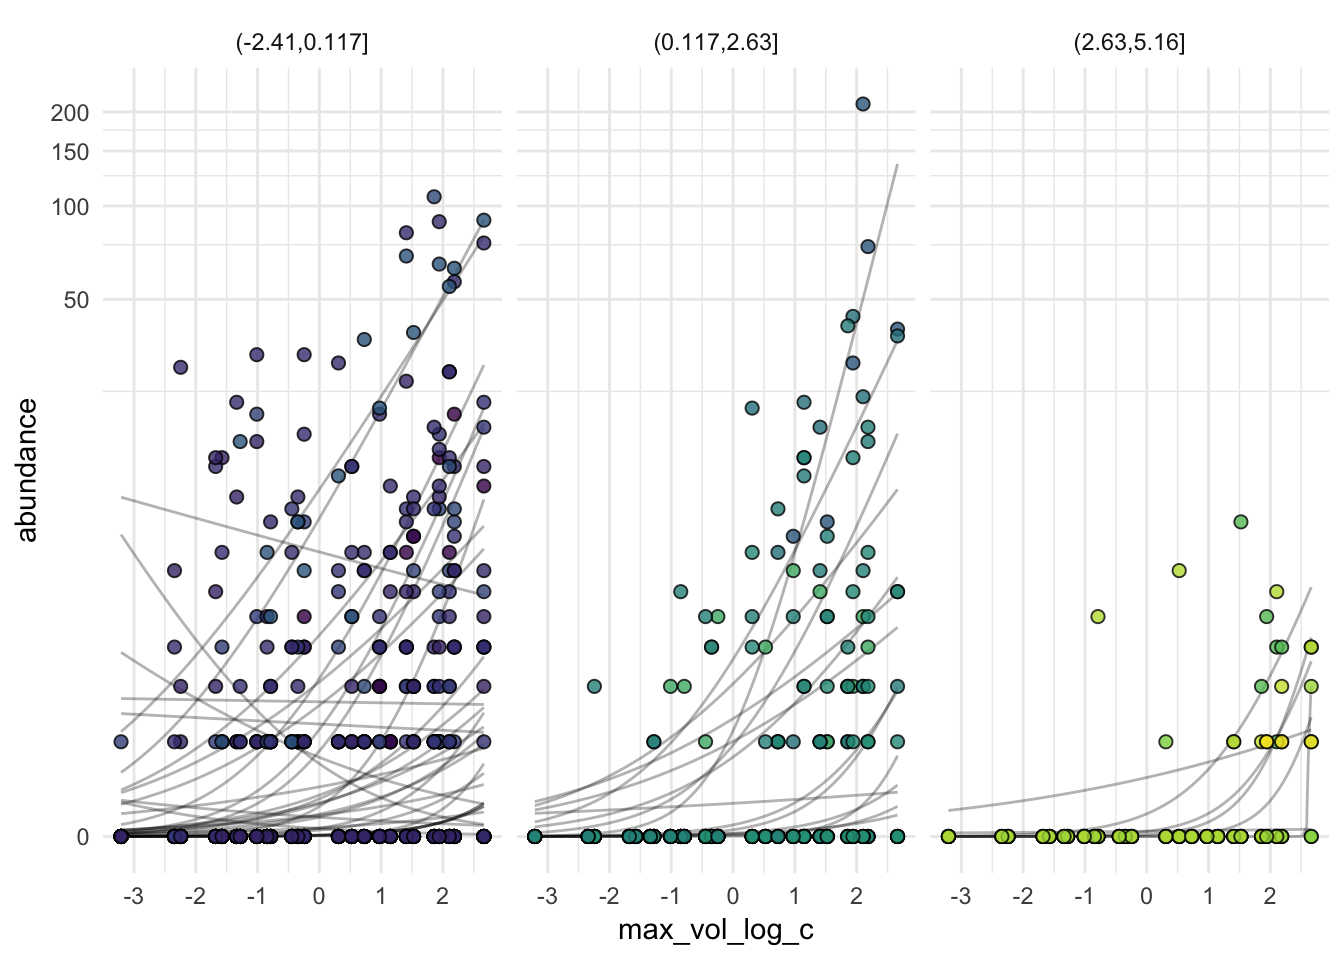 (-2.41,0.117]
(0.117,2.63]
(2.63,5.16]
200
150
100
50
0
abundance
-3 -2 -1 0 1 2
-3 -2 -1 0 1 2
-3 -2 -1 0 1 2
max_vol_log_c